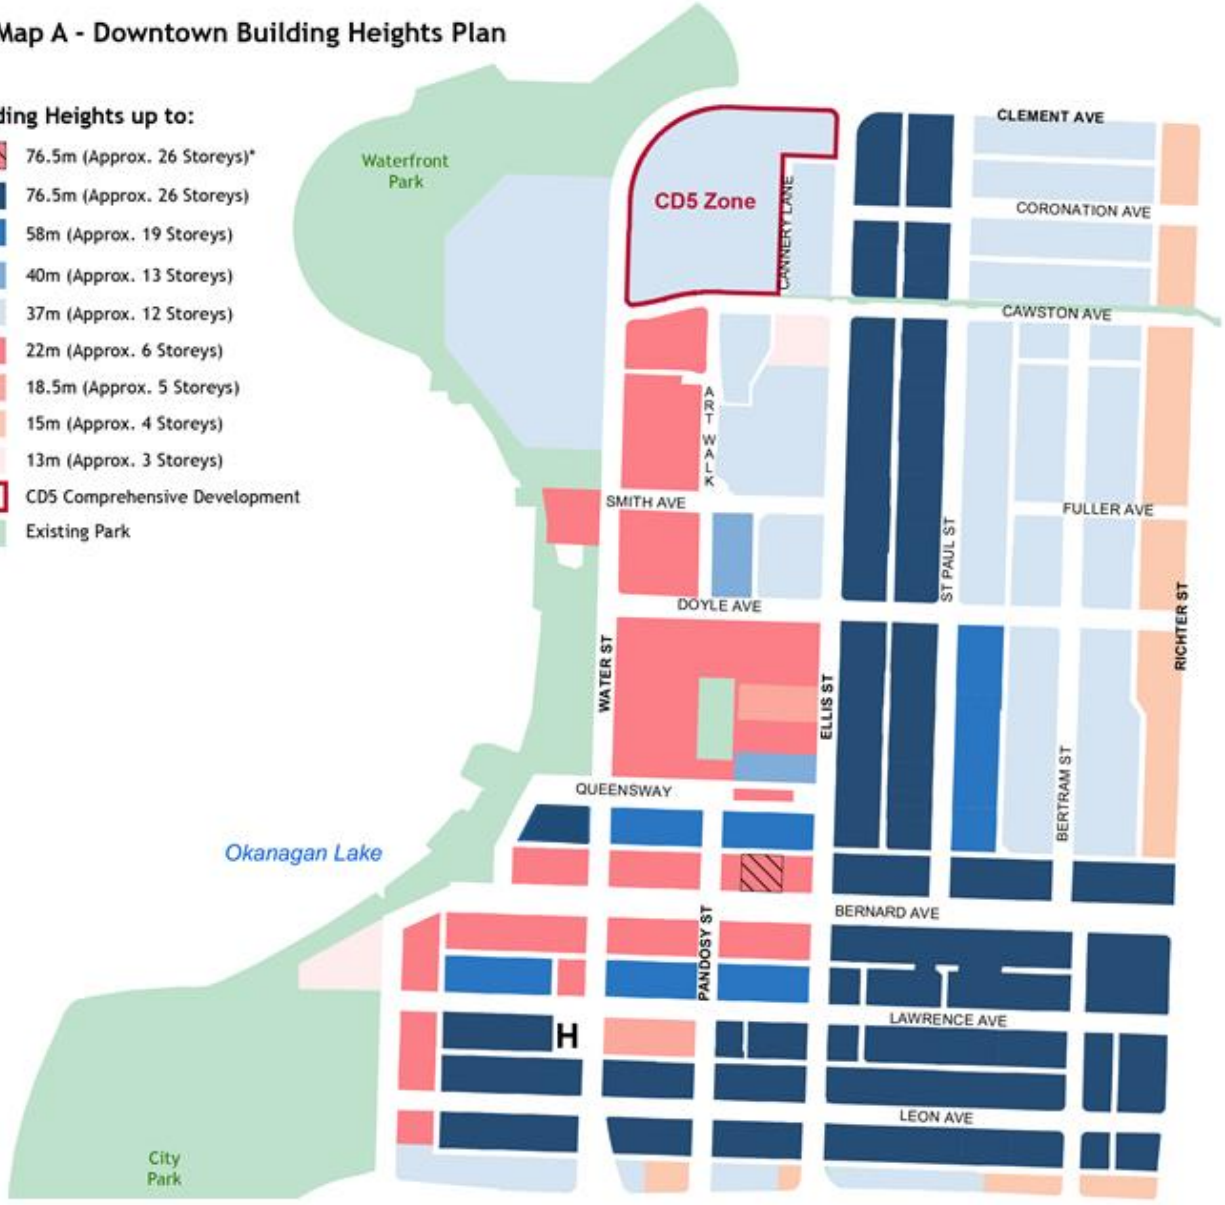 Map A - Downtown Building Heights Plan
ding Heights up to:
76.5m (Approx. 26 Storeys)*
76.5m (Approx. 26 Storeys)
58m (Approx. 19 Storeys)
40m (Approx. 13 Storeys)
37m (Approx. 12 Storeys)
22m (Approx. 6 Storeys)
18.5m (Approx. 5 Storeys)
15m (Approx. 4 Storeys)
13m (Approx. 3 Storeys)
CD5 Comprehensive Development
Existing Park
Waterfront
Park
CD5 Zone
CANNERY LANE
CLEMENT AVE
CORONATION AVE
CAWSTON AVE
ART WALK
SMITH AVE
FULLER AVE
ST PAUL ST
DOYLE AVE
RICHTER ST
WATER ST
ELLIS ST
BERTRAM ST
QUEENSWAY
Okanagan Lake
PANDOSY ST
BERNARD AVE
LAWRENCE AVE
H
LEON AVE
City
Park